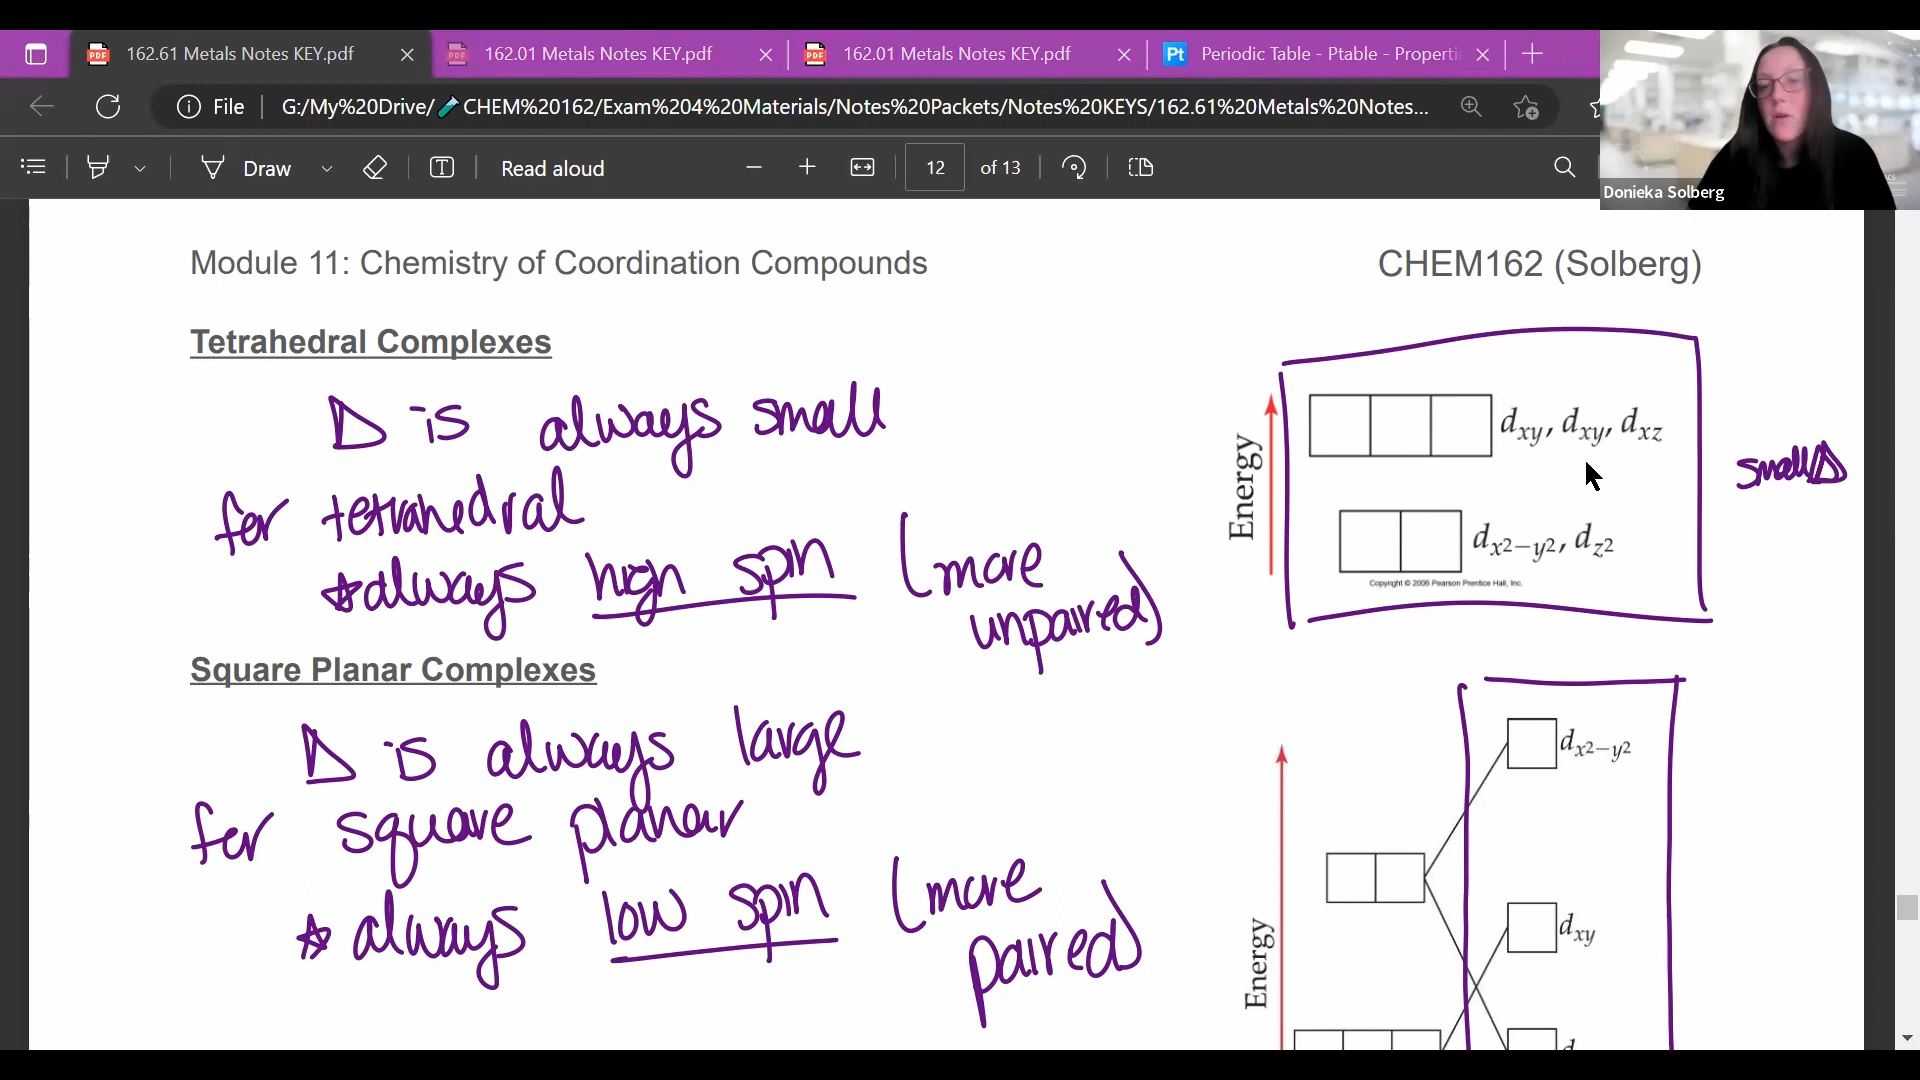 162.61 Metals Notes KEY.pdf
162.01 Metals Notes KEY.pdf
162.01 Metals Notes KEY.pdf
Pt Periodic Table - Ptable - Properti
File
G:/My%20Drive/🧪CHEM%20162/Exam%204%20Materials/Notes%20Packets/Notes%20KEYS/162.61%20Metals%20Notes...
Draw
Read aloud
12 of 13
Donieka Solberg
Module 11: Chemistry of Coordination Compounds
CHEM162 (Solberg)
Tetrahedral Complexes
Δ is always small
for tetrahedral
*always high spin (more
unpaired)
Energy
dxy, dxy, dxz
dx2−y2, dz2
Copyright © 2006 Pearson Prentice Hall, Inc.
small Δ
Square Planar Complexes
Δ is always large
for square planar
* always low spin (more
paired)
Energy
dx2−y2
dxy